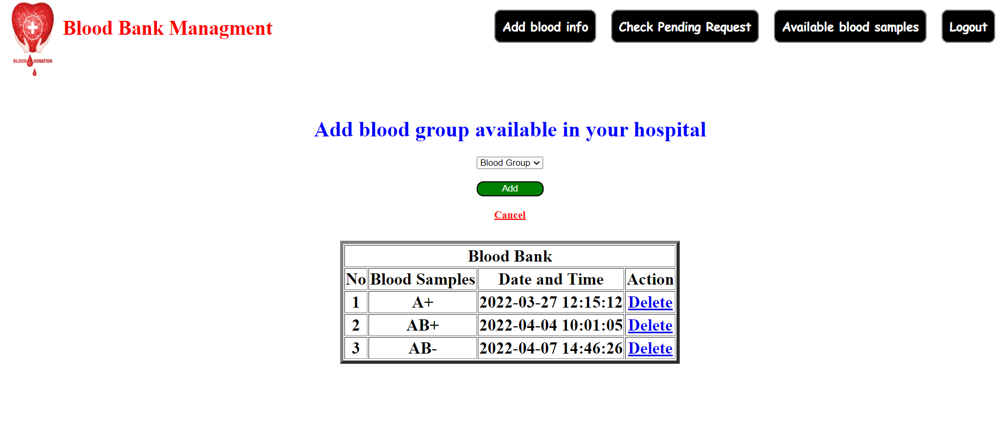 Blood Bank Managment
Add blood info Check Pending Request Available blood samples Logout
BLOOD DONATION
Add blood group available in your hospital
Blood Group
Add
Cancel
Blood Bank
No Blood Samples Date and Time Action
1 A+ 2022-03-27 12:15:12 Delete
2 AB+ 2022-04-04 10:01:05 Delete
3 AB- 2022-04-07 14:46:26 Delete